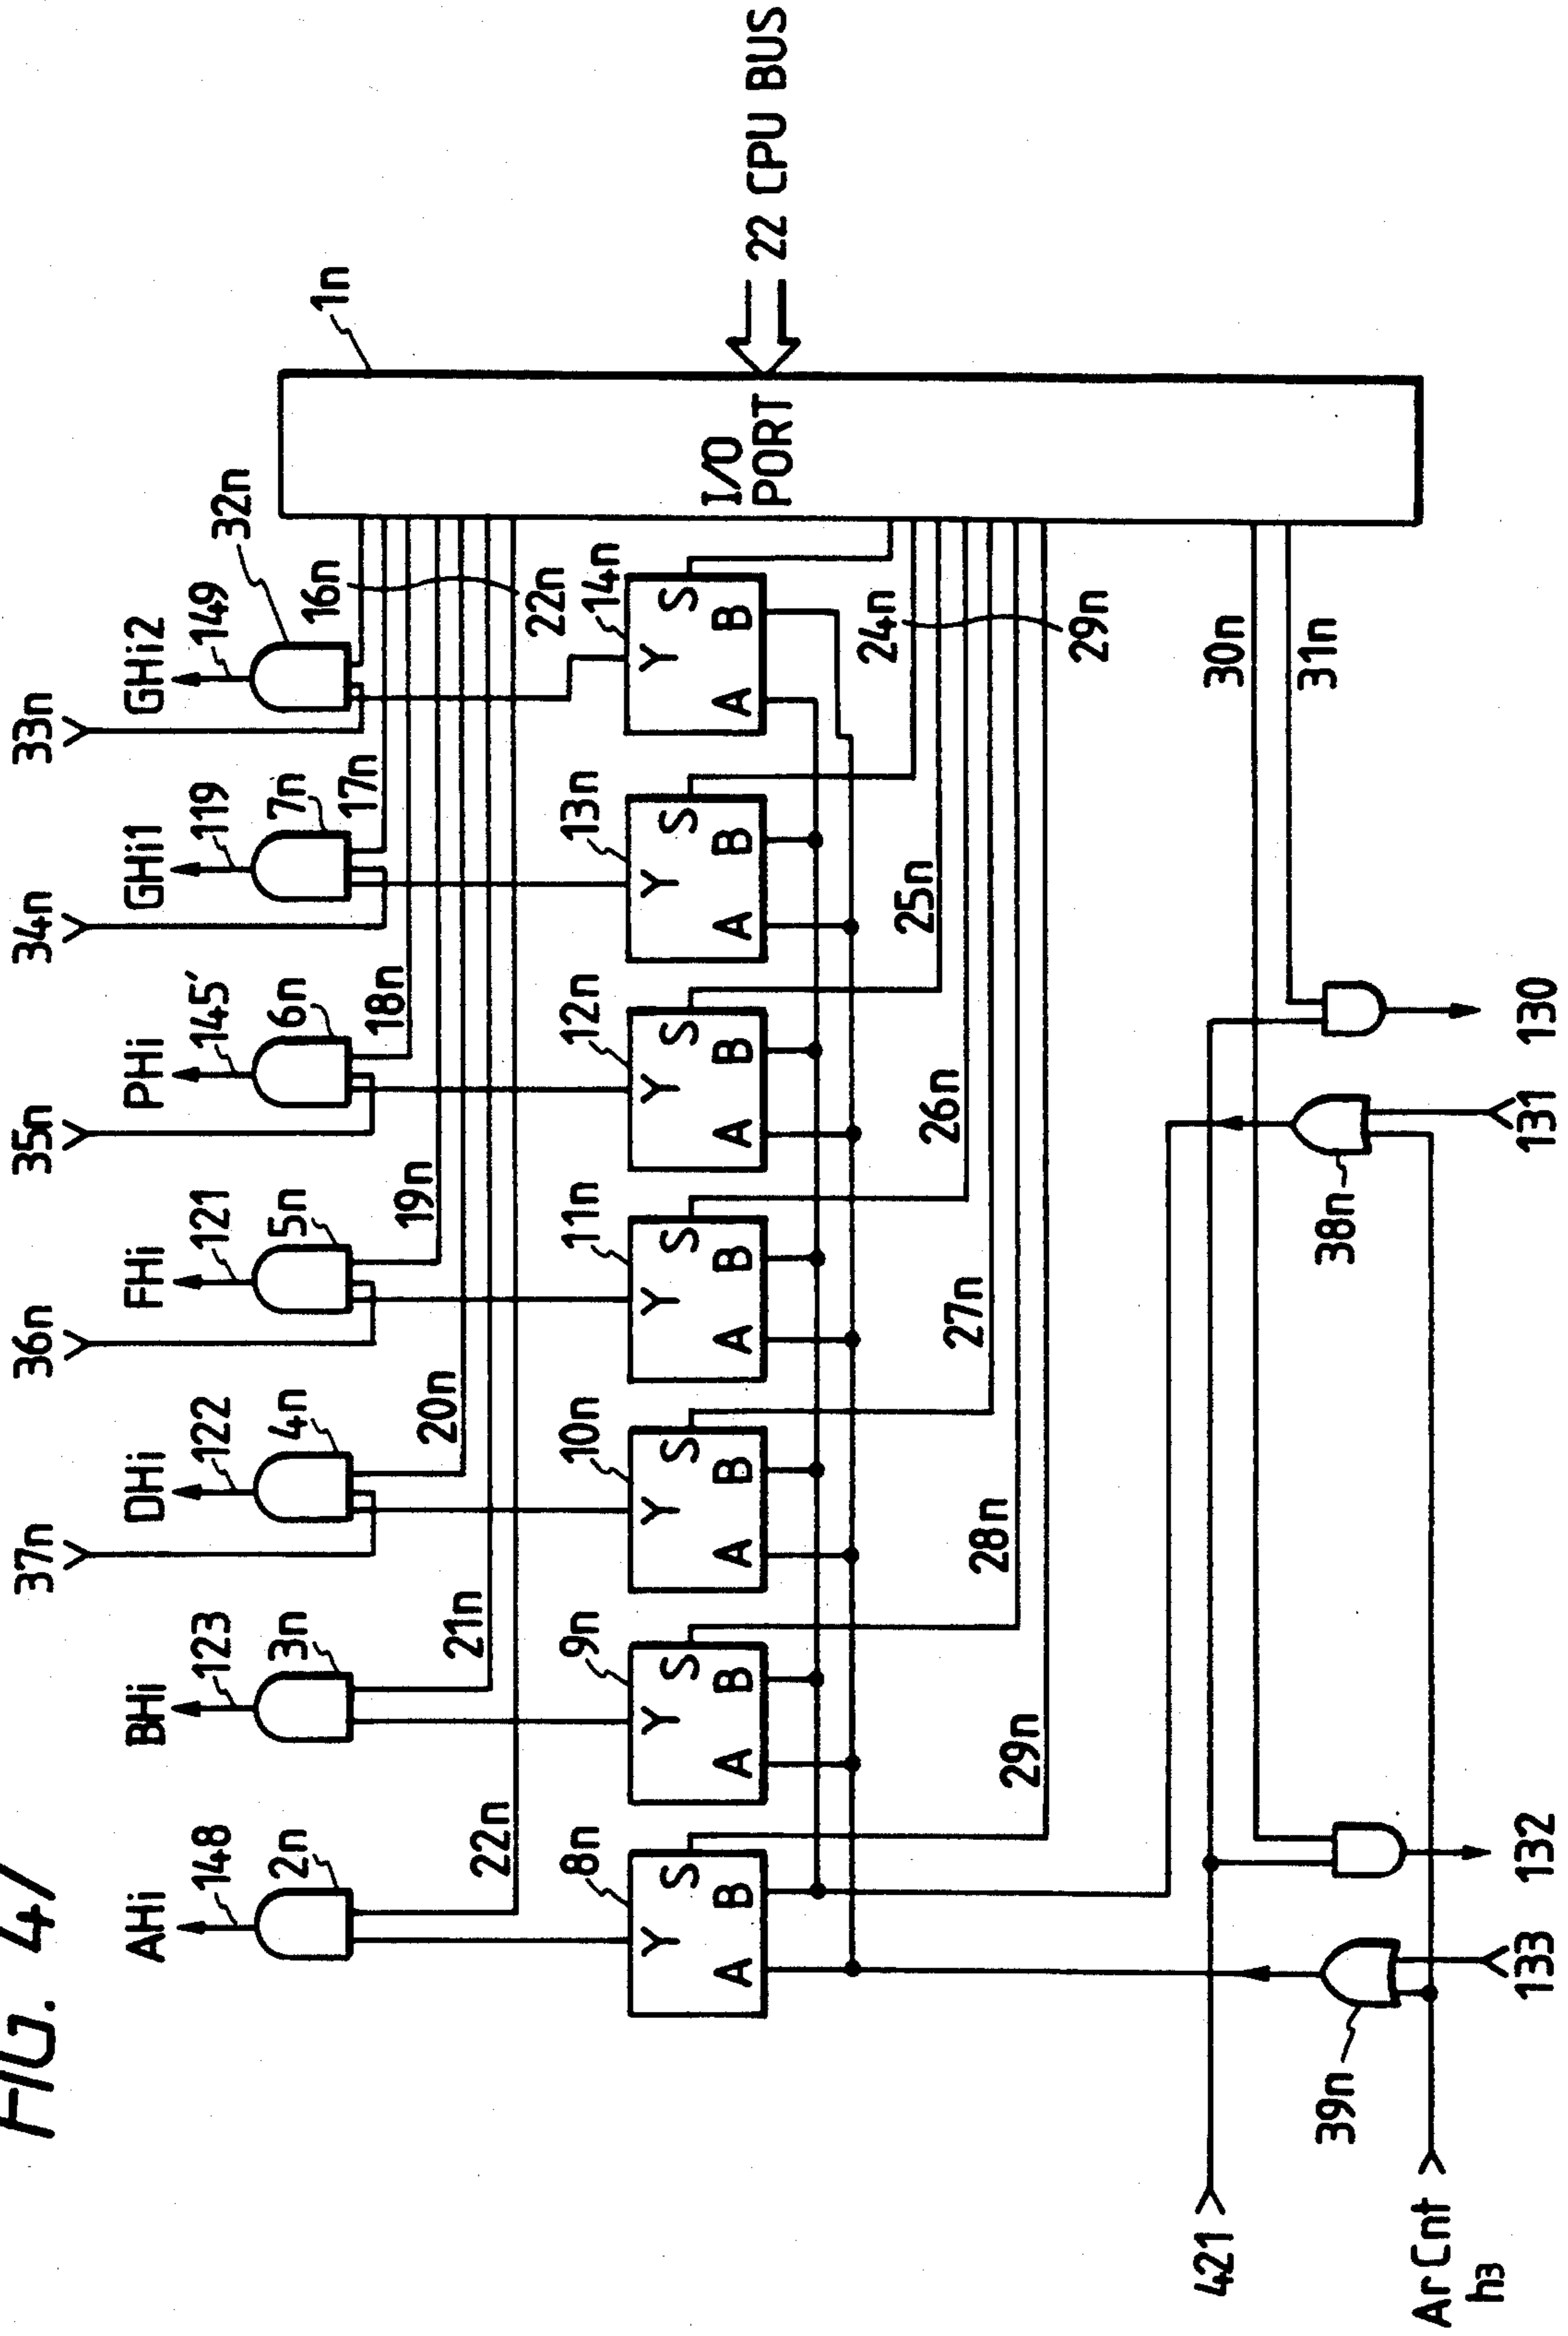 FIG. 4/
AHi
BHi
DHi
FHi
PHi
GHi1
GHi2
37n
36n
35n
34n
33n
148
123
122
121
145'
119
149
2n
3n
4n
5n
6n
7n
32n
1n
22n
21n
20n
19n
18n
17n
16n
22n
8n
9n
10n
11n
12n
13n
14n
Y S A B
Y S A B
Y S A B
Y S A B
Y S A B
Y S A B
Y S A B
I/O
PORT
22 CPU BUS
29n
28n
27n
26n
25n
24n
29n
30n
31n
421
ArCnt
h3
39n
38n
133
132
131
130